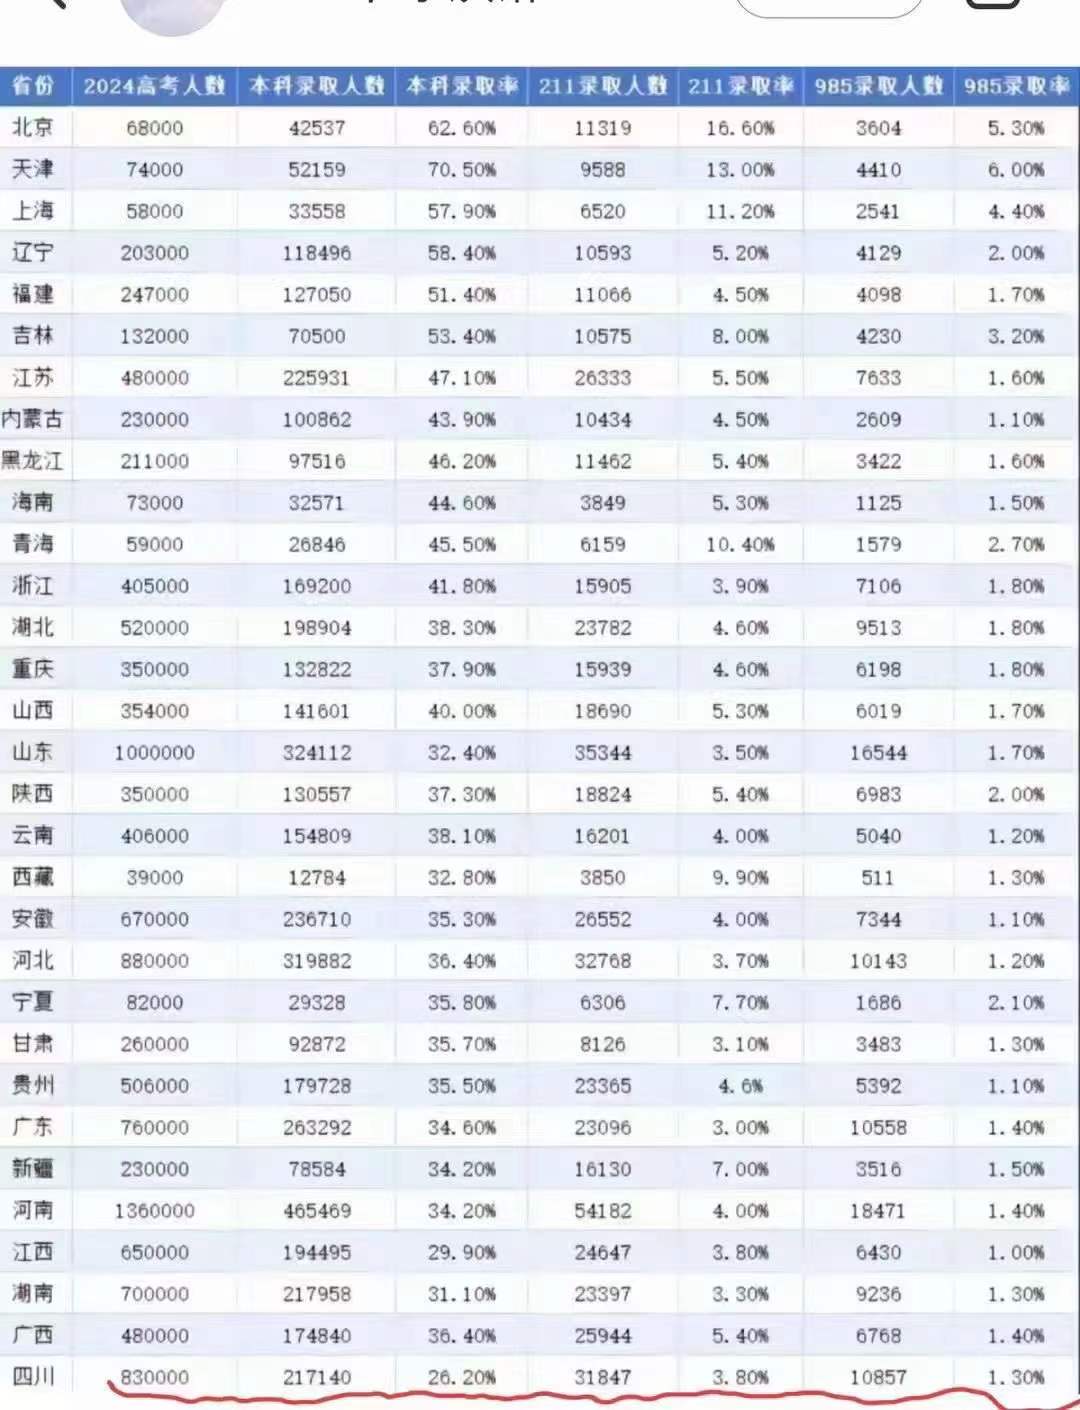 省份 2024高考人数 本科录取人数 本科录取率 211录取人数 211录取率 985录取人数 985录取率
北京 68000 42537 62.60% 11319 16.60% 3604 5.30%
天津 74000 52159 70.50% 9588 13.00% 4410 6.00%
上海 58000 33558 57.90% 6520 11.20% 2541 4.40%
辽宁 203000 118496 58.40% 10593 5.20% 4129 2.00%
福建 247000 127050 51.40% 11066 4.50% 4098 1.70%
吉林 132000 70500 53.40% 10575 8.00% 4230 3.20%
江苏 480000 225931 47.10% 26333 5.50% 7633 1.60%
内蒙古 230000 100862 43.90% 10434 4.50% 2609 1.10%
黑龙江 211000 97516 46.20% 11462 5.40% 3422 1.60%
海南 73000 32571 44.60% 3849 5.30% 1125 1.50%
青海 59000 26846 45.50% 6159 10.40% 1579 2.70%
浙江 405000 169200 41.80% 15905 3.90% 7106 1.80%
湖北 520000 198904 38.30% 23782 4.60% 9513 1.80%
重庆 350000 132822 37.90% 15939 4.60% 6198 1.80%
山西 354000 141601 40.00% 18690 5.30% 6019 1.70%
山东 1000000 324112 32.40% 35344 3.50% 16544 1.70%
陕西 350000 130557 37.30% 18824 5.40% 6983 2.00%
云南 406000 154809 38.10% 16201 4.00% 5040 1.20%
西藏 39000 12784 32.80% 3850 9.90% 511 1.30%
安徽 670000 236710 35.30% 26552 4.00% 7344 1.10%
河北 880000 319882 36.40% 32768 3.70% 10143 1.20%
宁夏 82000 29328 35.80% 6306 7.70% 1686 2.10%
甘肃 260000 92872 35.70% 8126 3.10% 3483 1.30%
贵州 506000 179728 35.50% 23365 4.6% 5392 1.10%
广东 760000 263292 34.60% 23096 3.00% 10558 1.40%
新疆 230000 78584 34.20% 16130 7.00% 3516 1.50%
河南 1360000 465469 34.20% 54182 4.00% 18471 1.40%
江西 650000 194495 29.90% 24647 3.80% 6430 1.00%
湖南 700000 217958 31.10% 23397 3.30% 9236 1.30%
广西 480000 174840 36.40% 25944 5.40% 6768 1.40%
四川 830000 217140 26.20% 31847 3.80% 10857 1.30%